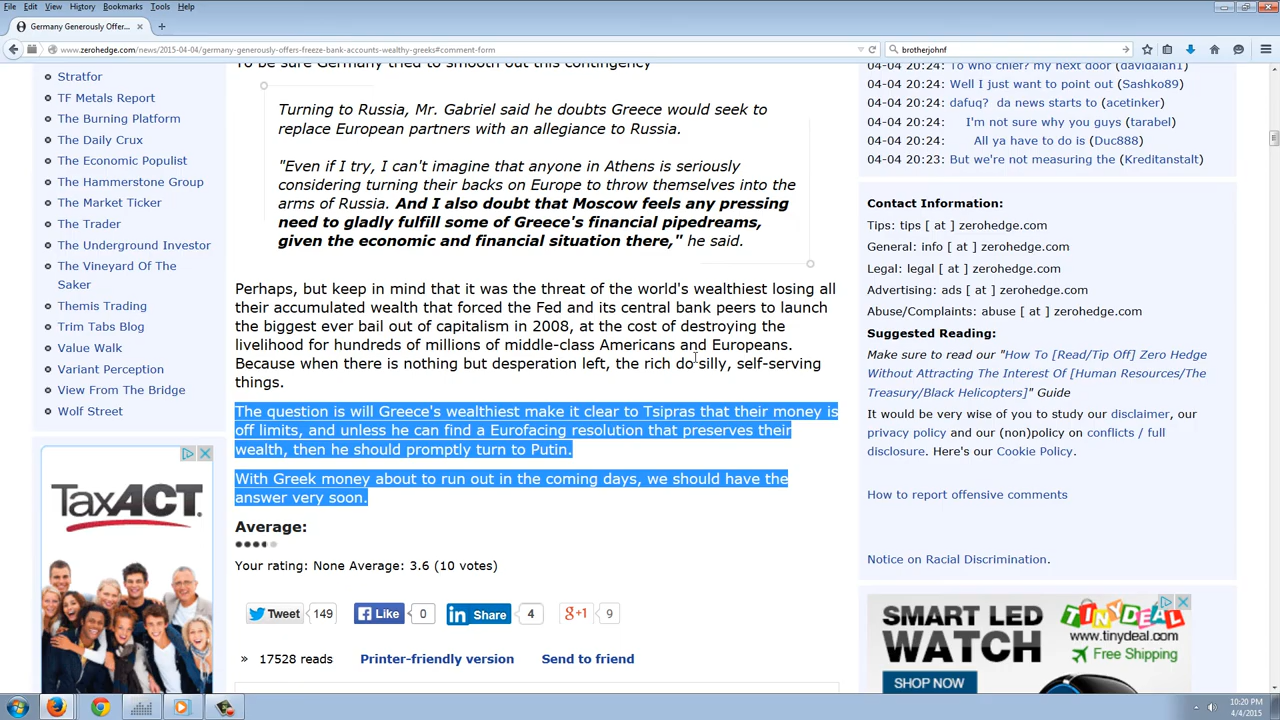 File Edit View History Bookmarks Tools Help
Germany Generously Offer... × +
www.zerohedge.com/news/2015-04-04/germany-generously-offers-freeze-bank-accounts-wealthy-greeks#comment-form
brotherjohnf
Stratfor
TF Metals Report
The Burning Platform
The Daily Crux
The Economic Populist
The Hammerstone Group
The Market Ticker
The Trader
The Underground Investor
The Vineyard Of The
Saker
Themis Trading
Trim Tabs Blog
Value Walk
Variant Perception
View From The Bridge
Wolf Street
TaxACT.
To be sure Germany tried to smooth out this contingency
Turning to Russia, Mr. Gabriel said he doubts Greece would seek to
replace European partners with an allegiance to Russia.
"Even if I try, I can't imagine that anyone in Athens is seriously
considering turning their backs on Europe to throw themselves into the
arms of Russia. And I also doubt that Moscow feels any pressing
need to gladly fulfill some of Greece's financial pipedreams,
given the economic and financial situation there," he said.
Perhaps, but keep in mind that it was the threat of the world's wealthiest losing all
their accumulated wealth that forced the Fed and its central bank peers to launch
the biggest ever bail out of capitalism in 2008, at the cost of destroying the
livelihood for hundreds of millions of middle-class Americans and Europeans.
Because when there is nothing but desperation left, the rich do silly, self-serving
things.
The question is will Greece's wealthiest make it clear to Tsipras that their money is
off limits, and unless he can find a Eurofacing resolution that preserves their
wealth, then he should promptly turn to Putin.
With Greek money about to run out in the coming days, we should have the
answer very soon.
Average:
Your rating: None Average: 3.6 (10 votes)
Tweet 149 Like 0 Share 4 g+1 9
» 17528 reads Printer-friendly version Send to friend
04-04 20:24: To who chief? my next door (davidalan1)
04-04 20:24: Well I just want to point out (Sashko89)
04-04 20:24: dafuq? da news starts to (acetinker)
04-04 20:24: I'm not sure why you guys (tarabel)
04-04 20:24: All ya have to do is (Duc888)
04-04 20:23: But we're not measuring the (Kreditanstalt)
Contact Information:
Tips: tips [ at ] zerohedge.com
General: info [ at ] zerohedge.com
Legal: legal [ at ] zerohedge.com
Advertising: ads [ at ] zerohedge.com
Abuse/Complaints: abuse [ at ] zerohedge.com
Suggested Reading:
Make sure to read our "How To [Read/Tip Off] Zero Hedge
Without Attracting The Interest Of [Human Resources/The
Treasury/Black Helicopters]" Guide
It would be very wise of you to study our disclaimer, our
privacy policy and our (non)policy on conflicts / full
disclosure. Here's our Cookie Policy.
How to report offensive comments
Notice on Racial Discrimination.
SMART LED
WATCH
SHOP NOW
TINYDEAL
www.tinydeal.com
Free Shipping
10:20 PM
4/4/2015